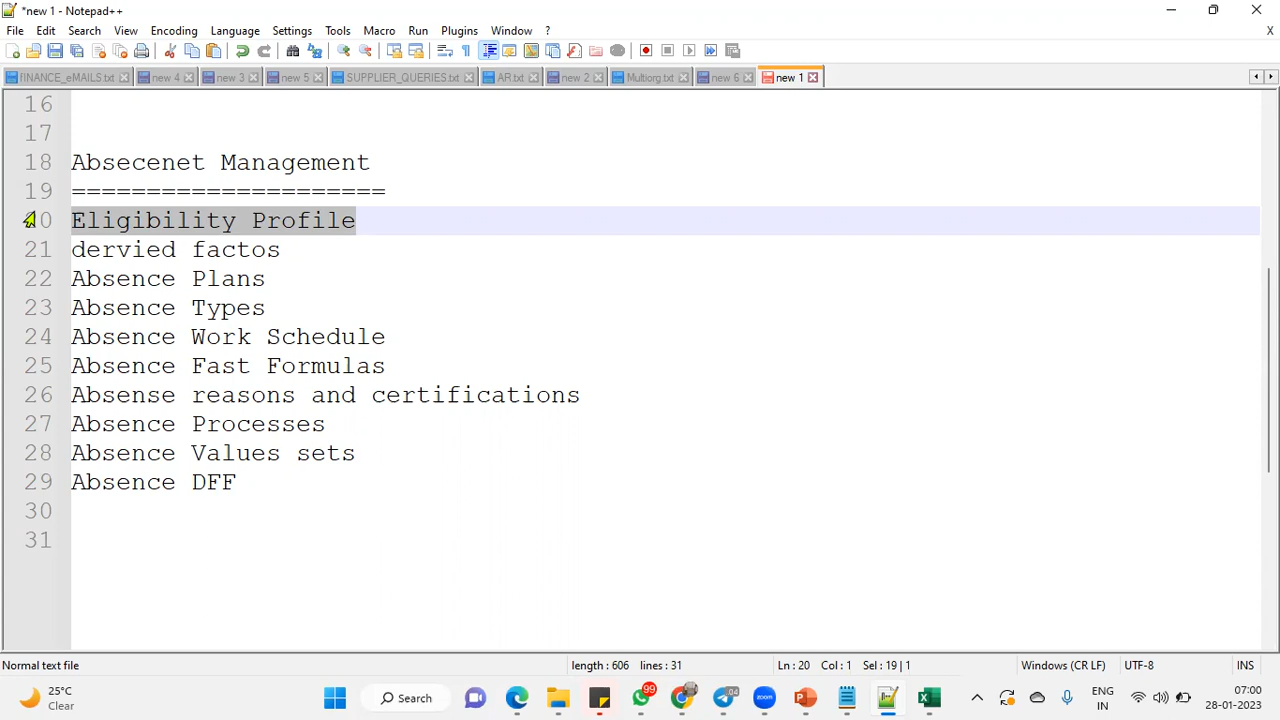 *new 1 - Notepad++
File Edit Search View Encoding Language Settings Tools Macro Run Plugins Window ? X
INANCE_eMAILS.txt new 4 new 3 new 5 SUPPLIER_QUERIES.txt AR.txt new 2 Multiorg.txt new 6 new 1
16
17
18 Absecenet Management
19 =====================
20 Eligibility Profile
21 dervied factos
22 Absence Plans
23 Absence Types
24 Absence Work Schedule
25 Absence Fast Formulas
26 Absense reasons and certifications
27 Absence Processes
28 Absence Values sets
29 Absence DFF
30
31
Normal text file length : 606 lines : 31 Ln : 20 Col : 1 Sel : 19 | 1 Windows (CR LF) UTF-8 INS
25°C
Clear
Search
99
04
ENG
IN
07:00
28-01-2023